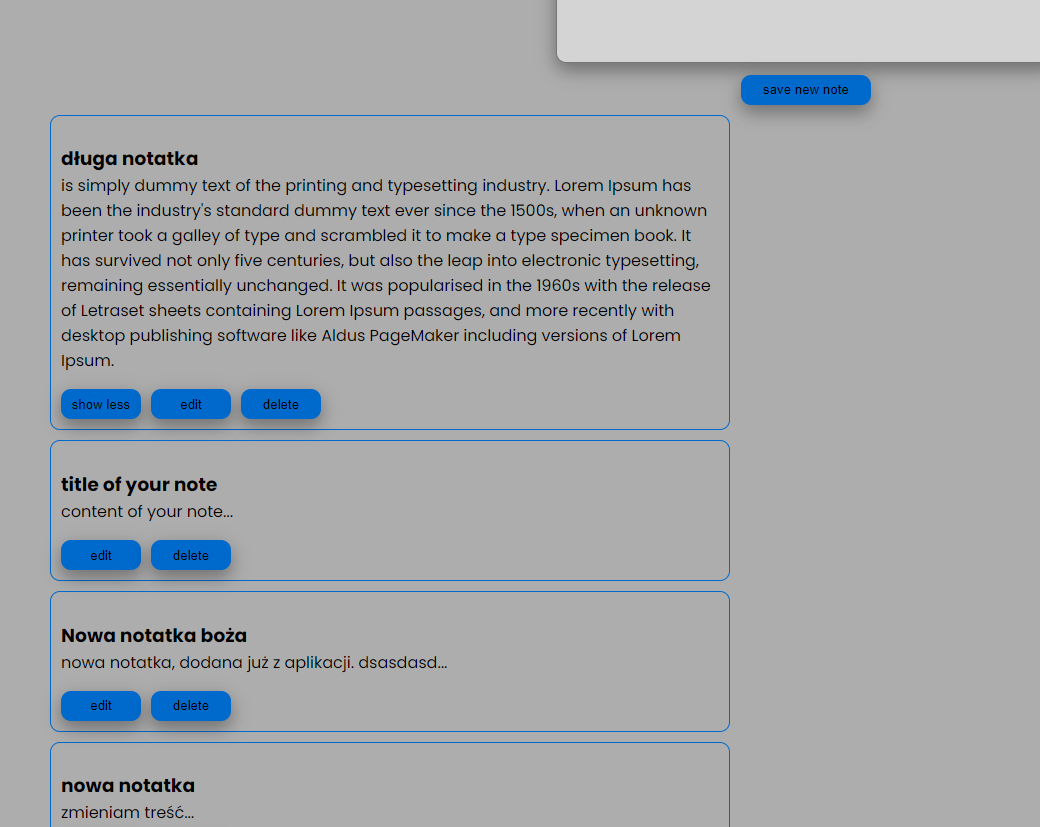 save new note
długa notatka
is simply dummy text of the printing and typesetting industry. Lorem Ipsum has
been the industry's standard dummy text ever since the 1500s, when an unknown
printer took a galley of type and scrambled it to make a type specimen book. It
has survived not only five centuries, but also the leap into electronic typesetting,
remaining essentially unchanged. It was popularised in the 1960s with the release
of Letraset sheets containing Lorem Ipsum passages, and more recently with
desktop publishing software like Aldus PageMaker including versions of Lorem
Ipsum.
show less edit delete
title of your note
content of your note...
edit delete
Nowa notatka boża
nowa notatka, dodana już z aplikacji. dsasdasd...
edit delete
nowa notatka
zmieniam treść...